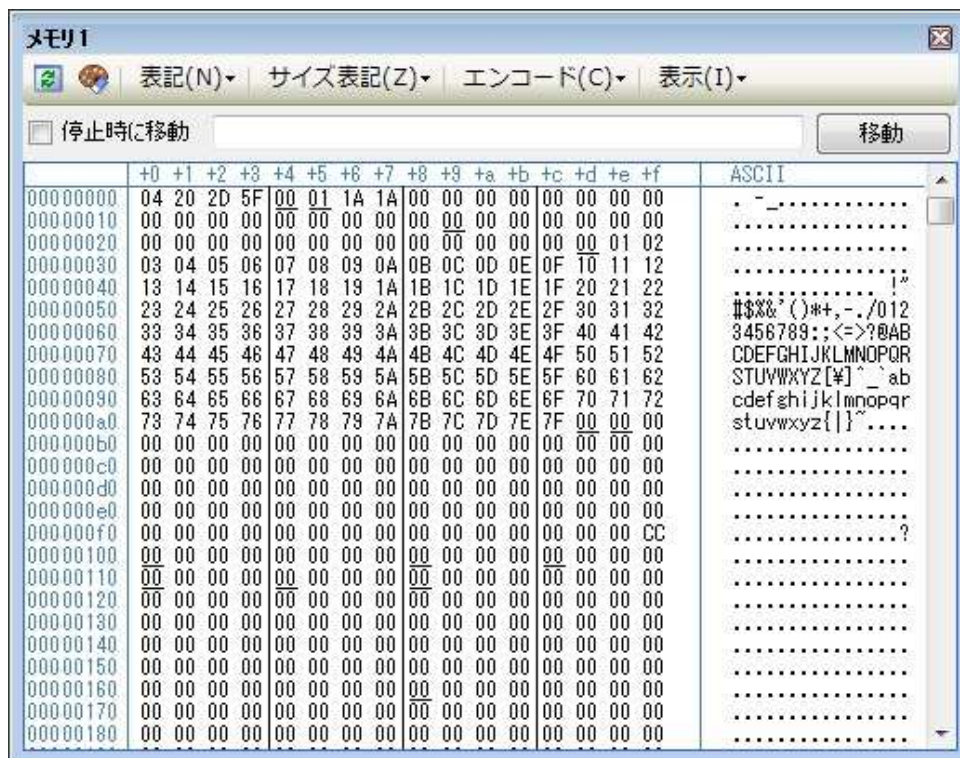 メモリ1
表記(N)▾ サイズ表記(Z)▾ エンコード(C)▾ 表示(I)▾
停止時に移動 移動
+0 +1 +2 +3 +4 +5 +6 +7 +8 +9 +a +b +c +d +e +f ASCII
00000000 04 20 2D 5F 00 01 1A 1A 00 00 00 00 00 00 00 00 . -_............
00000010 00 00 00 00 00 00 00 00 00 00 00 00 00 00 00 00 ................
00000020 00 00 00 00 00 00 00 00 00 00 00 00 00 00 01 02 ................
00000030 03 04 05 06 07 08 09 0A 0B 0C 0D 0E 0F 10 11 12 ................
00000040 13 14 15 16 17 18 19 1A 1B 1C 1D 1E 1F 20 21 22 ............. !"
00000050 23 24 25 26 27 28 29 2A 2B 2C 2D 2E 2F 30 31 32 #$%&'()*+,-./012
00000060 33 34 35 36 37 38 39 3A 3B 3C 3D 3E 3F 40 41 42 3456789:;<=>?@AB
00000070 43 44 45 46 47 48 49 4A 4B 4C 4D 4E 4F 50 51 52 CDEFGHIJKLMNOPQR
00000080 53 54 55 56 57 58 59 5A 5B 5C 5D 5E 5F 60 61 62 STUVWXYZ[¥]^_`ab
00000090 63 64 65 66 67 68 69 6A 6B 6C 6D 6E 6F 70 71 72 cdefghijklmnopqr
000000a0 73 74 75 76 77 78 79 7A 7B 7C 7D 7E 7F 00 00 00 stuvwxyz{|}~....
000000b0 00 00 00 00 00 00 00 00 00 00 00 00 00 00 00 00 ................
000000c0 00 00 00 00 00 00 00 00 00 00 00 00 00 00 00 00 ................
000000d0 00 00 00 00 00 00 00 00 00 00 00 00 00 00 00 00 ................
000000e0 00 00 00 00 00 00 00 00 00 00 00 00 00 00 00 00 ................
000000f0 00 00 00 00 00 00 00 00 00 00 00 00 00 00 00 CC ...............?
00000100 00 00 00 00 00 00 00 00 00 00 00 00 00 00 00 00 ................
00000110 00 00 00 00 00 00 00 00 00 00 00 00 00 00 00 00 ................
00000120 00 00 00 00 00 00 00 00 00 00 00 00 00 00 00 00 ................
00000130 00 00 00 00 00 00 00 00 00 00 00 00 00 00 00 00 ................
00000140 00 00 00 00 00 00 00 00 00 00 00 00 00 00 00 00 ................
00000150 00 00 00 00 00 00 00 00 00 00 00 00 00 00 00 00 ................
00000160 00 00 00 00 00 00 00 00 00 00 00 00 00 00 00 00 ................
00000170 00 00 00 00 00 00 00 00 00 00 00 00 00 00 00 00 ................
00000180 00 00 00 00 00 00 00 00 00 00 00 00 00 00 00 00 ................